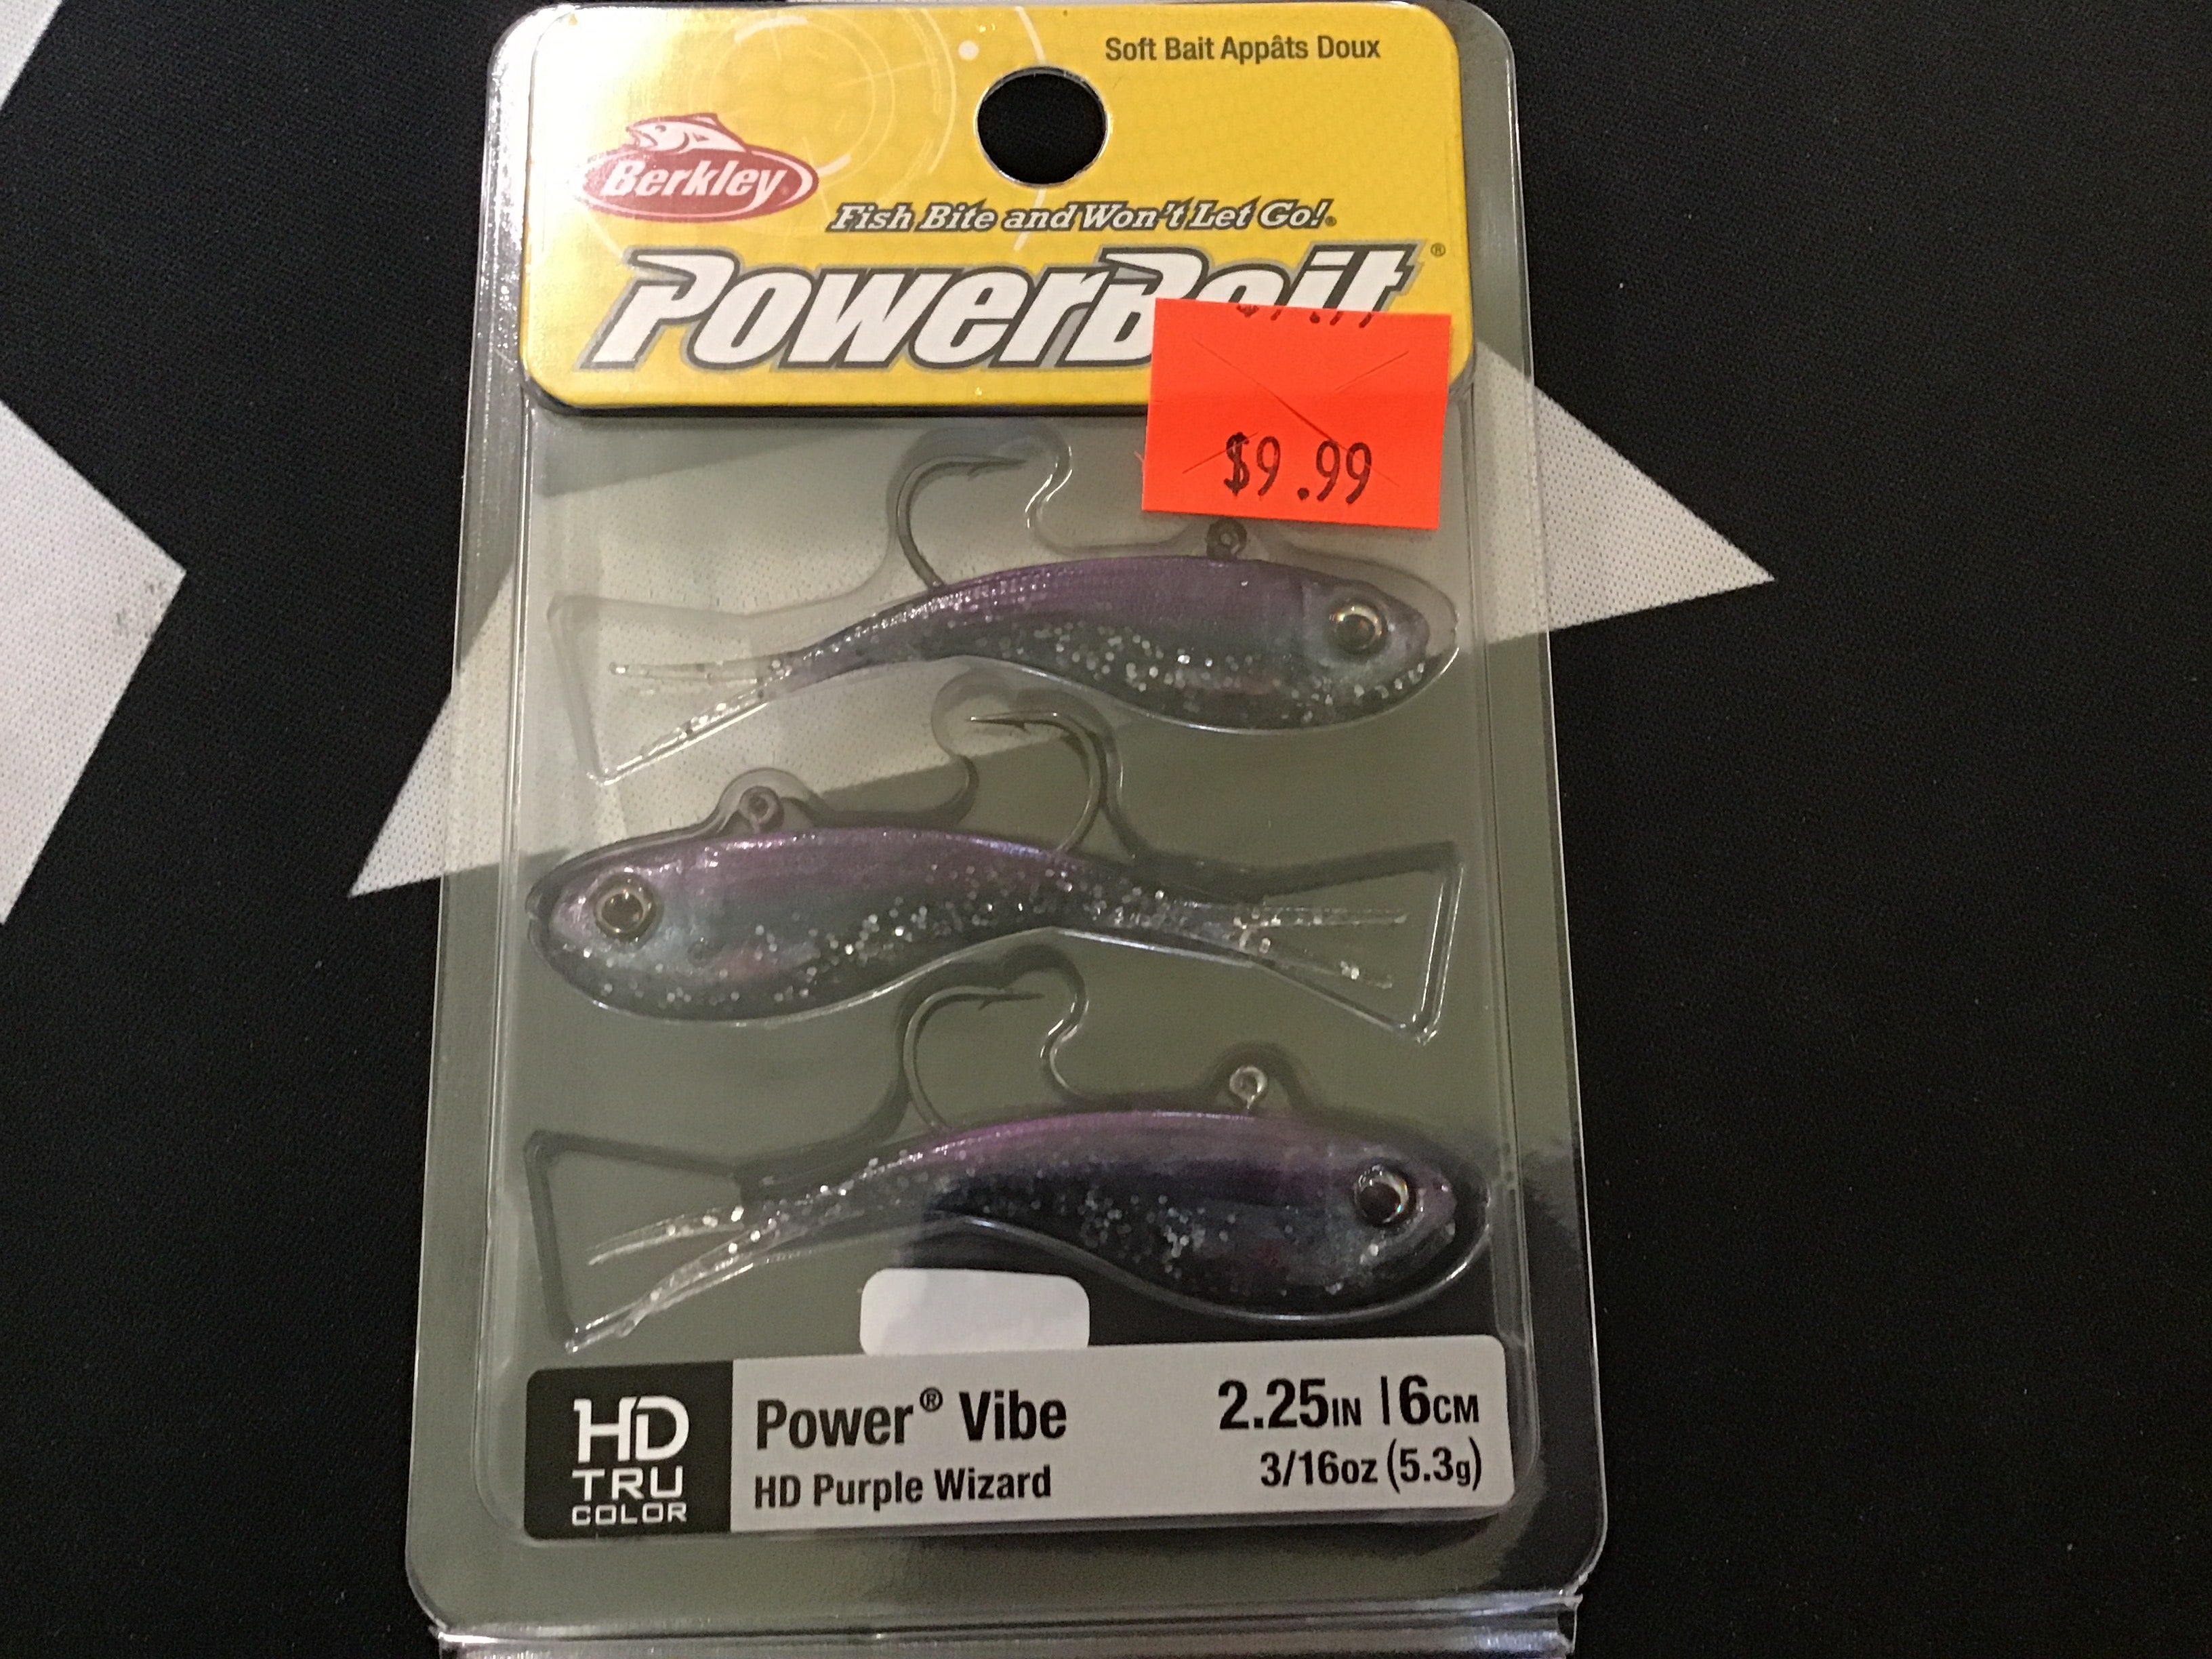 Soft Bait Appâts Doux
Berkley
Fish Bite and Won't Let Go!®
PowerBait®
$9.99
HD
TRU
COLOR
Power® Vibe
HD Purple Wizard
2.25IN | 6CM
3/16oz (5.3g)